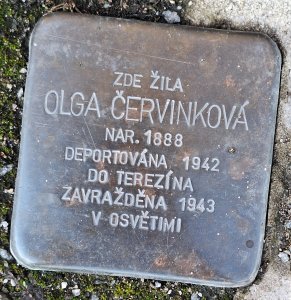 ZDE ŽILA
OLGA ČERVINKOVÁ
NAR. 1888
DEPORTOVÁNA 1942
DO TEREZÍNA
ZAVRAŽDĚNA 1943
V OSVĚTIMI